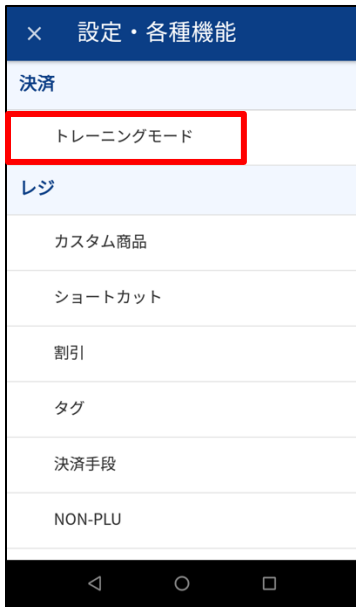 × 設定・各種機能
決済
トレーニングモード
レジ
カスタム商品
ショートカット
割引
タグ
決済手段
NON-PLU